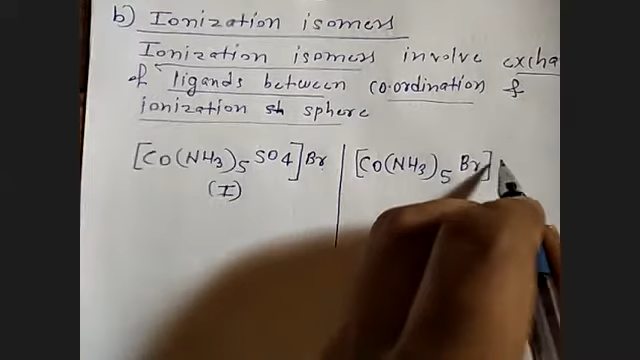 b) Ionization isomers
Ionization isomers involve excha
of ligands between co.ordination &
ionization sh sphere
[Co(NH3)5 SO4]Br [Co(NH3)5 Br]
(I)